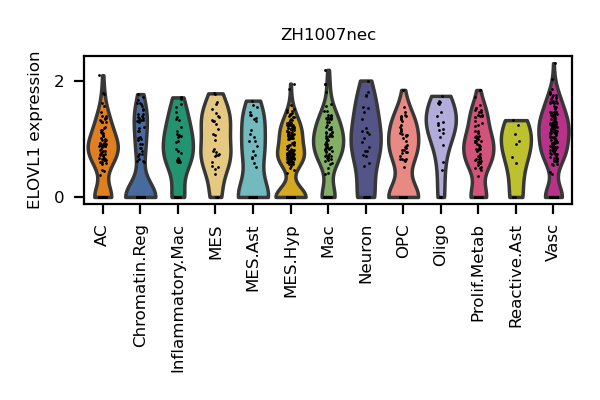 ZH1007nec
ELOVL1 expression
2
0
AC
Chromatin.Reg
Inflammatory.Mac
MES
MES.Ast
MES.Hyp
Mac
Neuron
OPC
Oligo
Prolif.Metab
Reactive.Ast
Vasc